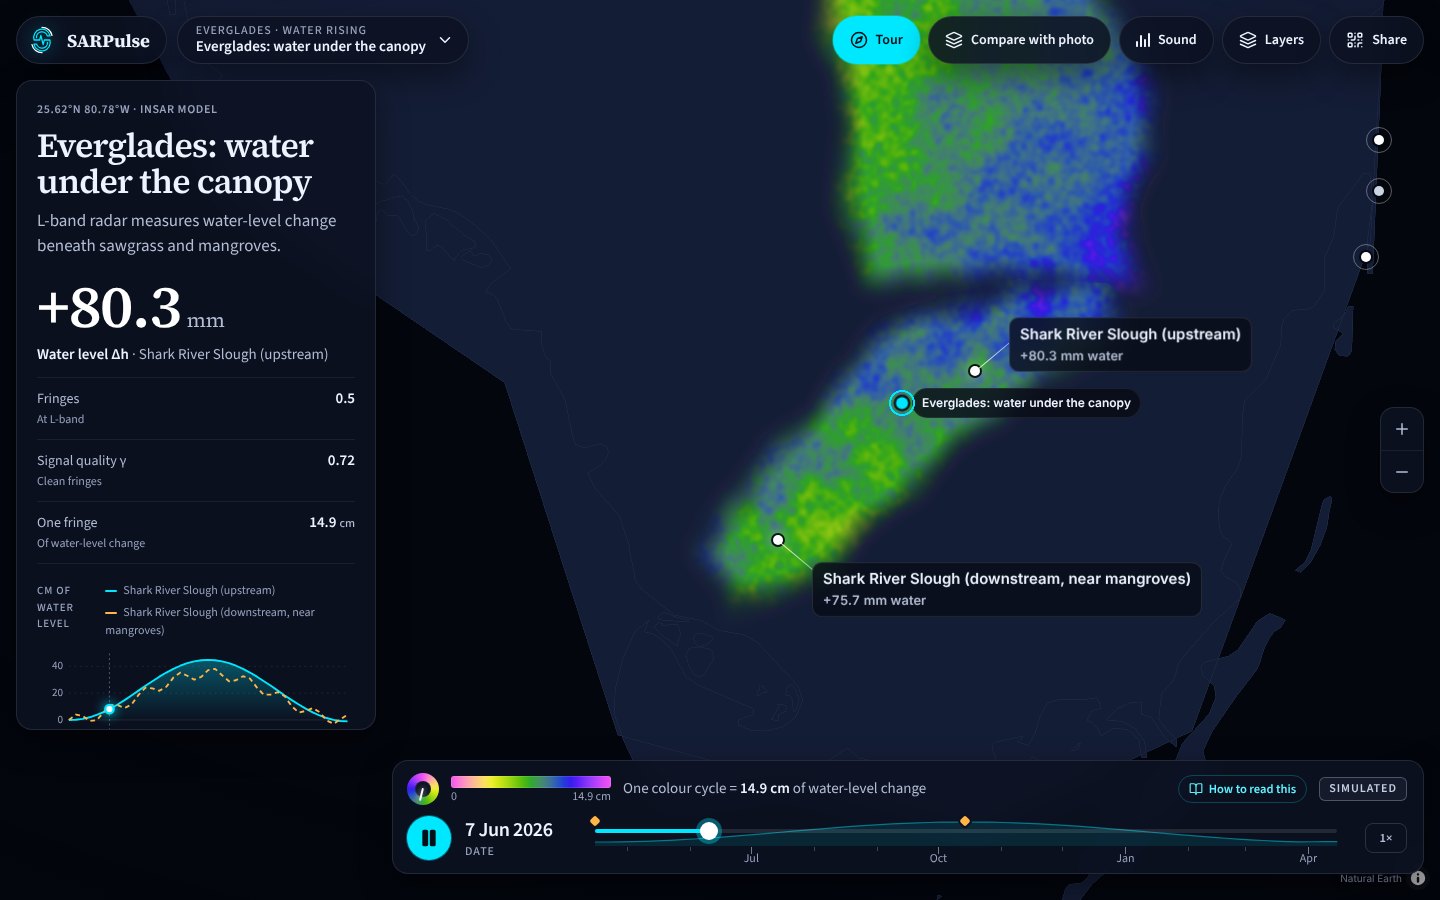 SARPulse
EVERGLADES · WATER RISING
Everglades: water under the canopy
Tour
Compare with photo
Sound
Layers
Share
25.62°N 80.78°W · INSAR MODEL
Everglades: water
under the canopy
L-band radar measures water-level change
beneath sawgrass and mangroves.
+80.3 mm
Water level Δh · Shark River Slough (upstream)
Fringes 0.5
At L-band
Signal quality γ 0.72
Clean fringes
One fringe 14.9 cm
Of water-level change
CM OF
WATER
LEVEL
Shark River Slough (upstream)
Shark River Slough (downstream, near
mangroves)
40
20
0
Shark River Slough (upstream)
+80.3 mm water
Everglades: water under the canopy
Shark River Slough (downstream, near mangroves)
+75.7 mm water
+
−
0 14.9 cm
One colour cycle = 14.9 cm of water-level change
How to read this
SIMULATED
7 Jun 2026
DATE
Jul Oct Jan Apr
1×
Natural Earth